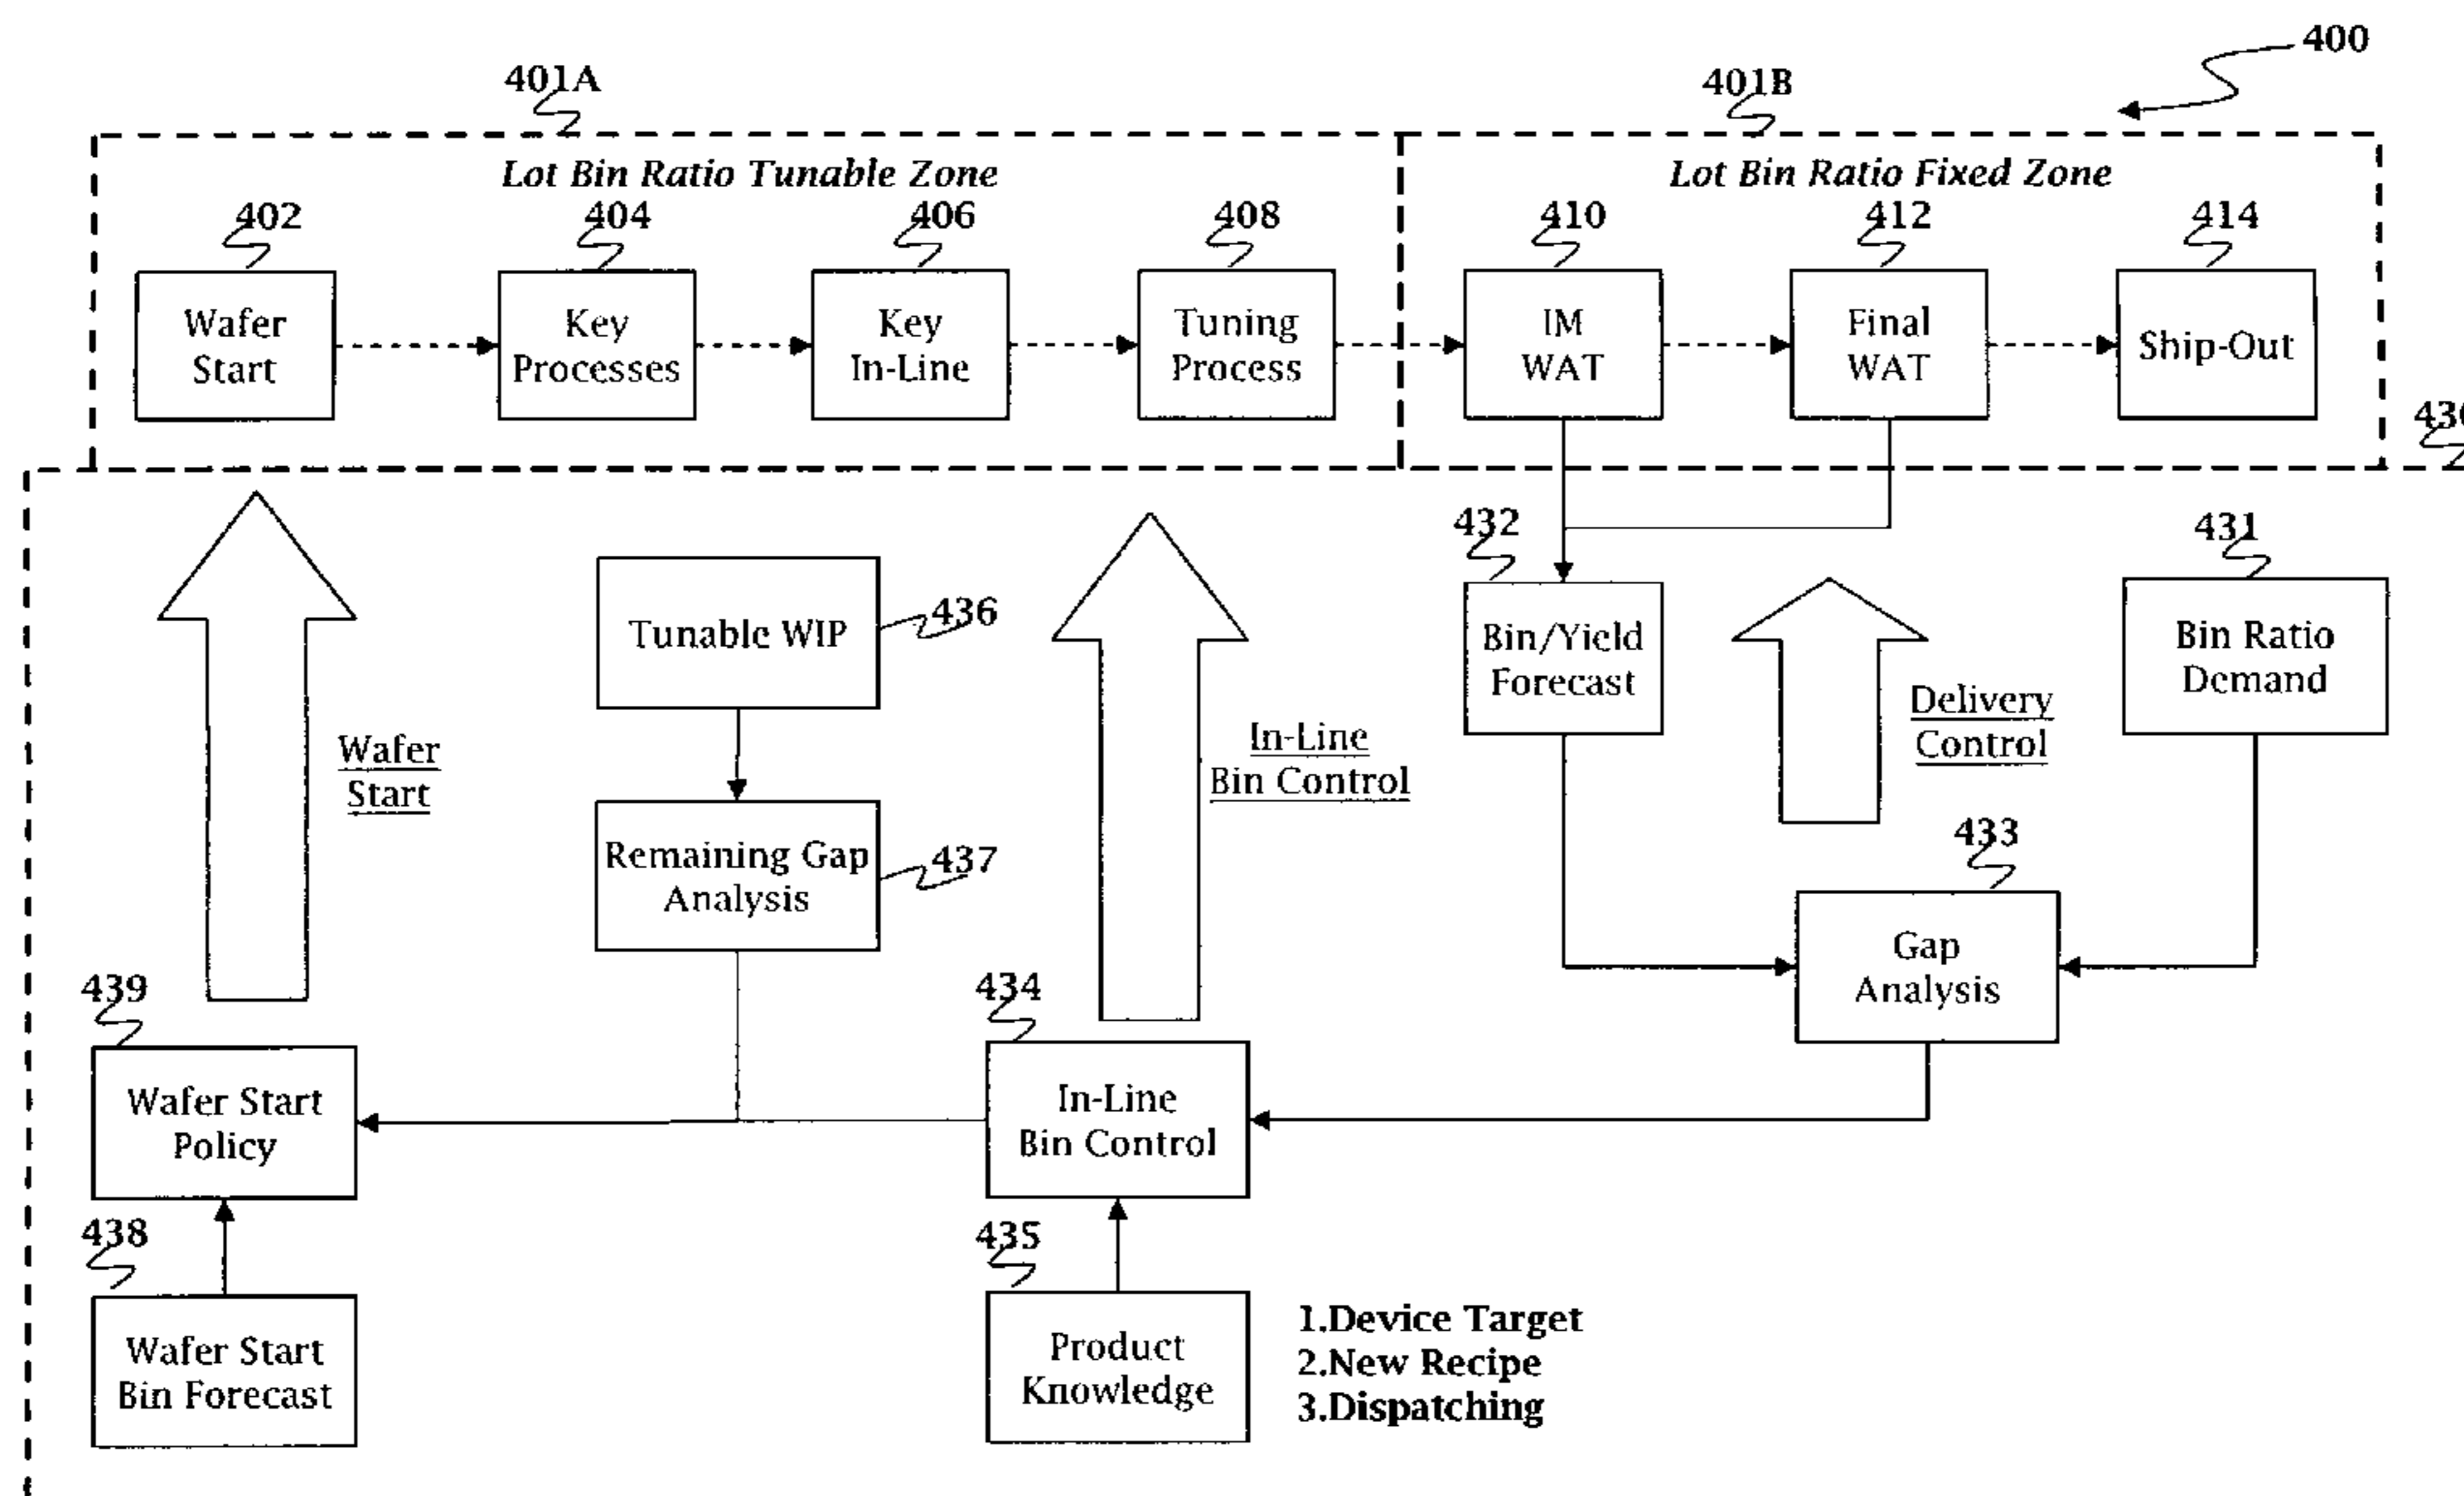 400
401A
401B
Lot Bin Ratio Tunable Zone
Lot Bin Ratio Fixed Zone
402
404
406
408
410
412
414
Wafer
Start
Key
Processes
Key
In-Line
Tuning
Process
IM
WAT
Final
WAT
Ship-Out
432
431
Tunable WIP
436
Bin/Yield
Forecast
Bin Ratio
Demand
Wafer
Start
In-Line
Bin Control
Delivery
Control
Remaining Gap
Analysis
437
433
Gap
Analysis
439
434
Wafer Start
Policy
In-Line
Bin Control
438
435
Wafer Start
Bin Forecast
Product
Knowledge
1.Device Target
2.New Recipe
3.Dispatching